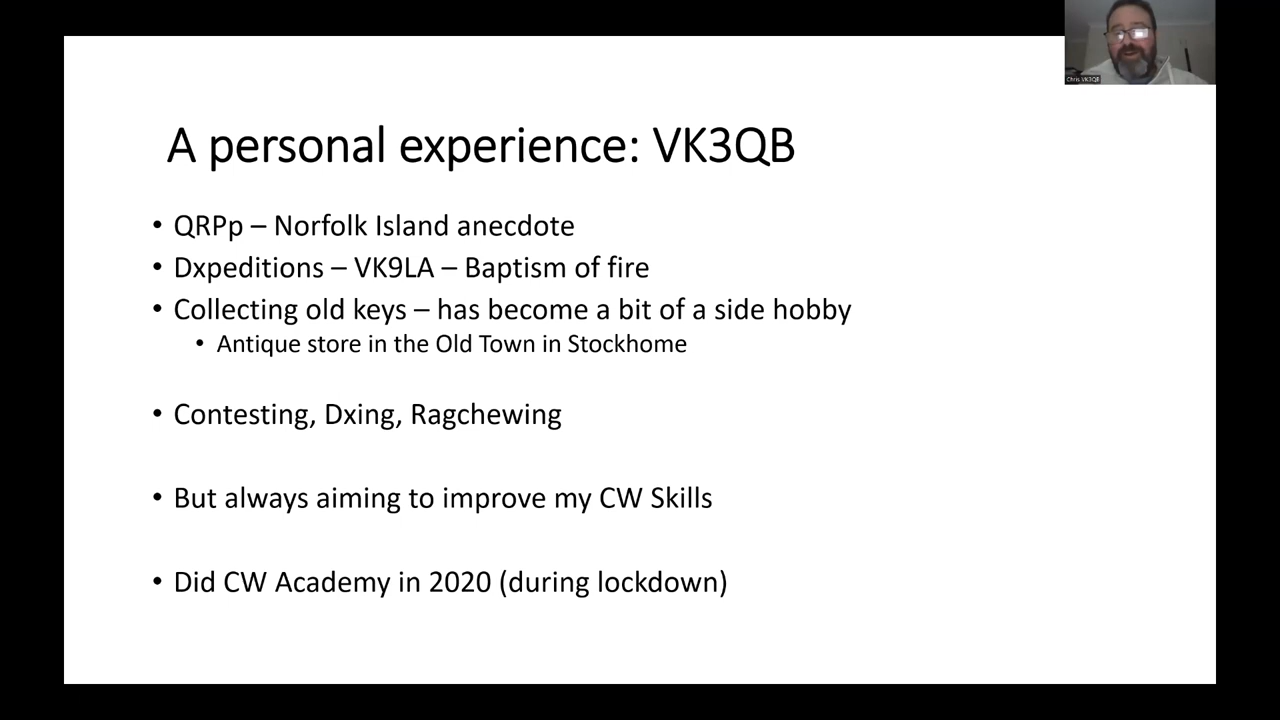 Chris VK3QB
A personal experience: VK3QB
• QRPp – Norfolk Island anecdote
• Dxpeditions – VK9LA – Baptism of fire
• Collecting old keys – has become a bit of a side hobby
• Antique store in the Old Town in Stockhome
• Contesting, Dxing, Ragchewing
• But always aiming to improve my CW Skills
• Did CW Academy in 2020 (during lockdown)